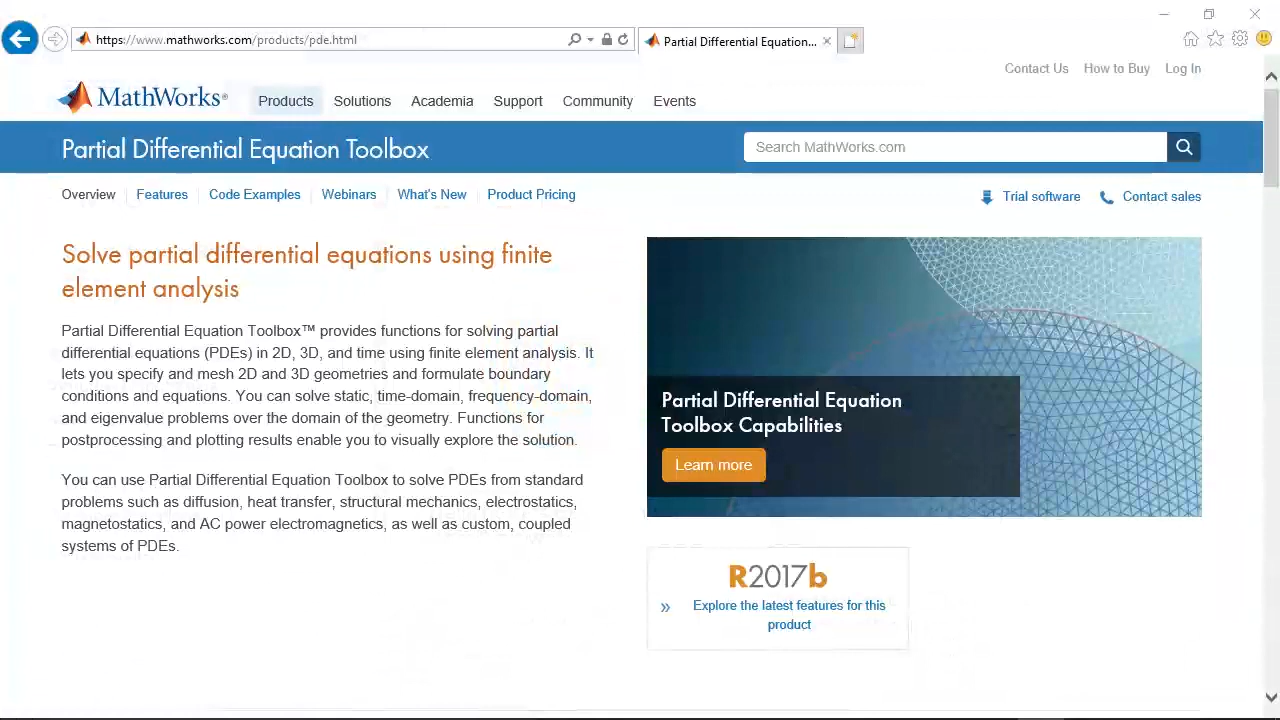 https://www.mathworks.com/products/pde.html
Partial Differential Equation...
Contact Us How to Buy Log In
MathWorks®
Products Solutions Academia Support Community Events
Partial Differential Equation Toolbox
Search MathWorks.com
Overview Features Code Examples Webinars What's New Product Pricing
Trial software Contact sales
Solve partial differential equations using finite
element analysis
Partial Differential Equation Toolbox™ provides functions for solving partial
differential equations (PDEs) in 2D, 3D, and time using finite element analysis. It
lets you specify and mesh 2D and 3D geometries and formulate boundary
conditions and equations. You can solve static, time-domain, frequency-domain,
and eigenvalue problems over the domain of the geometry. Functions for
postprocessing and plotting results enable you to visually explore the solution.
You can use Partial Differential Equation Toolbox to solve PDEs from standard
problems such as diffusion, heat transfer, structural mechanics, electrostatics,
magnetostatics, and AC power electromagnetics, as well as custom, coupled
systems of PDEs.
Partial Differential Equation
Toolbox Capabilities
Learn more
R2017b
» Explore the latest features for this
product